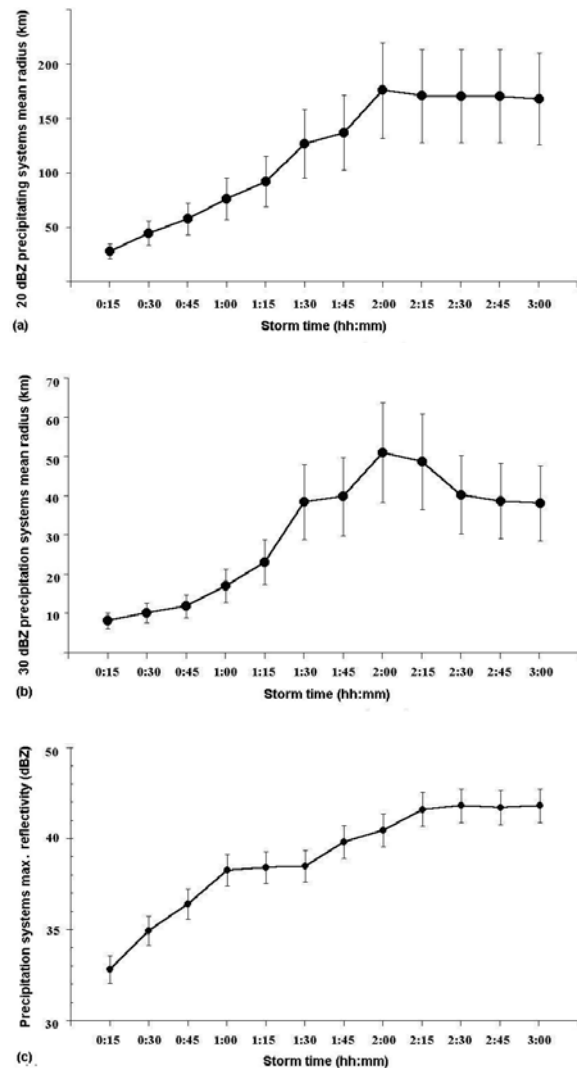 20 dBZ precipitating systems mean radius (km)
200
150
100
50
0:15 0:30 0:45 1:00 1:15 1:30 1:45 2:00 2:15 2:30 2:45 3:00
(a)
Storm time (hh:mm)
30 dBZ precipitation systems mean radius (km)
70
60
50
40
30
20
10
0:15 0:30 0:45 1:00 1:15 1:30 1:45 2:00 2:15 2:30 2:45 3:00
(b)
Storm time (hh:mm)
Precipitation systems max. reflectivity (dBZ)
50
40
35
30
0:15 0:30 0:45 1:00 1:15 1:30 1:45 2:00 2:15 2:30 2:45 3:00
(c)
Storm time (hh:mm)